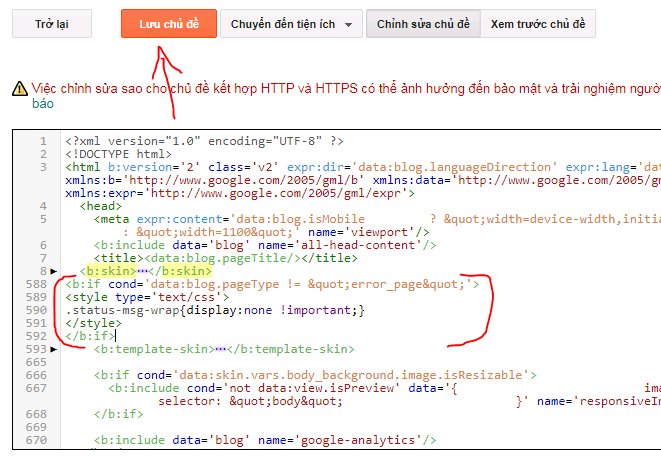 Trở lại
Lưu chủ đề
Chuyển đến tiện ích
Chỉnh sửa chủ đề
Xem trước chủ đề
Việc chỉnh sửa sao cho chủ đề kết hợp HTTP và HTTPS có thể ảnh hưởng đến bảo mật và trải nghiệm ngườ
báo
1 <?xml version="1.0" encoding="UTF-8" ?>
2 <!DOCTYPE html>
3 <html b:version='2' class='v2' expr:dir='data:blog.languageDirection' expr:lang='dat
xmlns:b='http://www.google.com/2005/gml/b' xmlns:data='http://www.google.com/2005/gm
xmlns:expr='http://www.google.com/2005/gml/expr'>
4 <head>
5 <meta expr:content='data:blog.isMobile ? &quot;width=device-width,initia
: &quot;width=1100&quot;' name='viewport'/>
6 <b:include data='blog' name='all-head-content'/>
7 <title><data:blog.pageTitle/></title>
8 <b:skin>⋯</b:skin>
588 <b:if cond='data:blog.pageType != &quot;error_page&quot;'>
589 <style type='text/css'>
590 .status-msg-wrap{display:none !important;}
591 </style>
592 </b:if>
593 <b:template-skin>⋯</b:template-skin>
665
666 <b:if cond='data:skin.vars.body_background.image.isResizable'>
667 <b:include cond='not data:view.isPreview' data='{ ima
selector: &quot;body&quot; }' name='responsiveIm
668 </b:if>
669
670 <b:include data='blog' name='google-analytics'/>